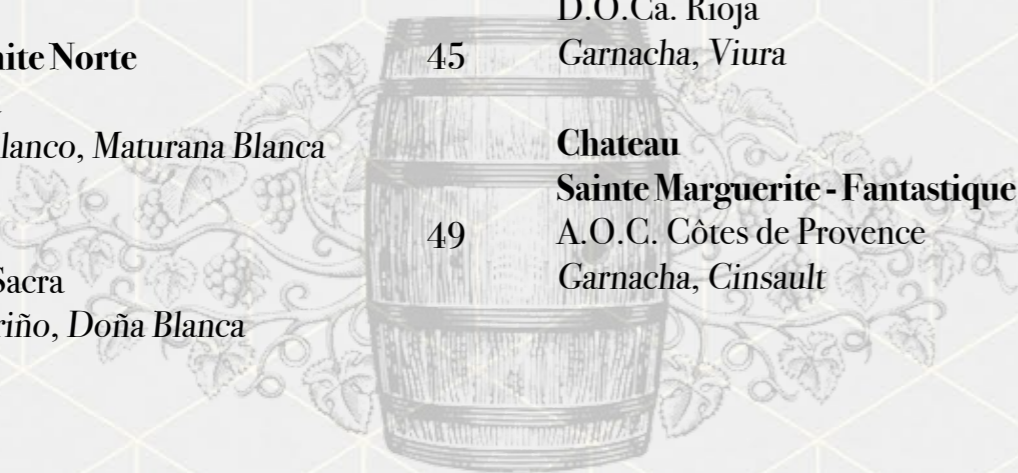 ite Norte
45
lanco, Maturana Blanca
49
Sacra
riño, Doña Blanca
D.O.Ca. Rioja
Garnacha, Viura
Chateau
Sainte Marguerite - Fantastique
A.O.C. Côtes de Provence
Garnacha, Cinsault